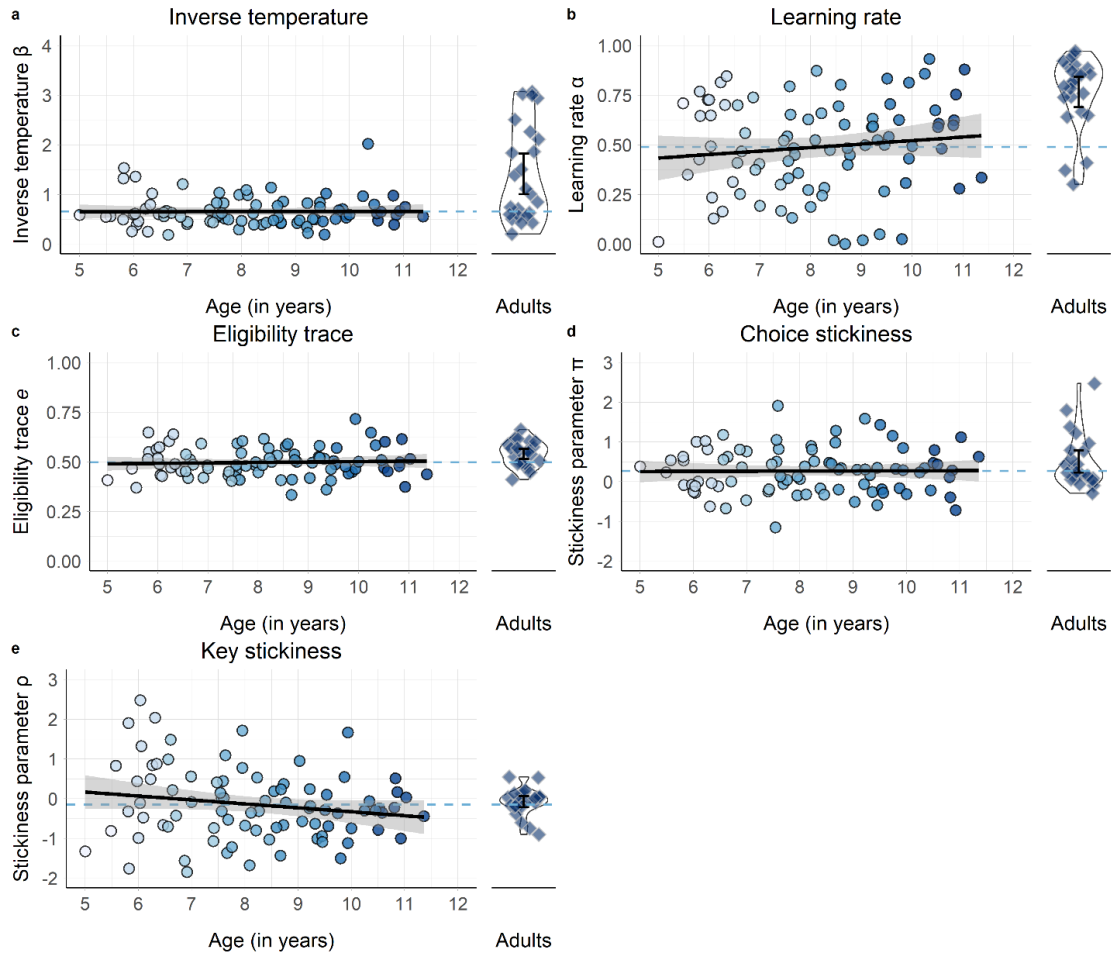 a
Inverse temperature
Inverse temperature β
4
3
2
1
0
5 6 7 8 9 10 11 12
Age (in years)
Adults
b
Learning rate
Learning rate α
1.00
0.75
0.50
0.25
0.00
5 6 7 8 9 10 11 12
Age (in years)
Adults
c
Eligibility trace
Eligibility trace e
1.00
0.75
0.50
0.25
0.00
5 6 7 8 9 10 11 12
Age (in years)
Adults
d
Choice stickiness
Stickiness parameter π
3
2
1
0
-1
-2
5 6 7 8 9 10 11 12
Age (in years)
Adults
e
Key stickiness
Stickiness parameter ρ
3
2
1
0
-1
-2
5 6 7 8 9 10 11 12
Age (in years)
Adults